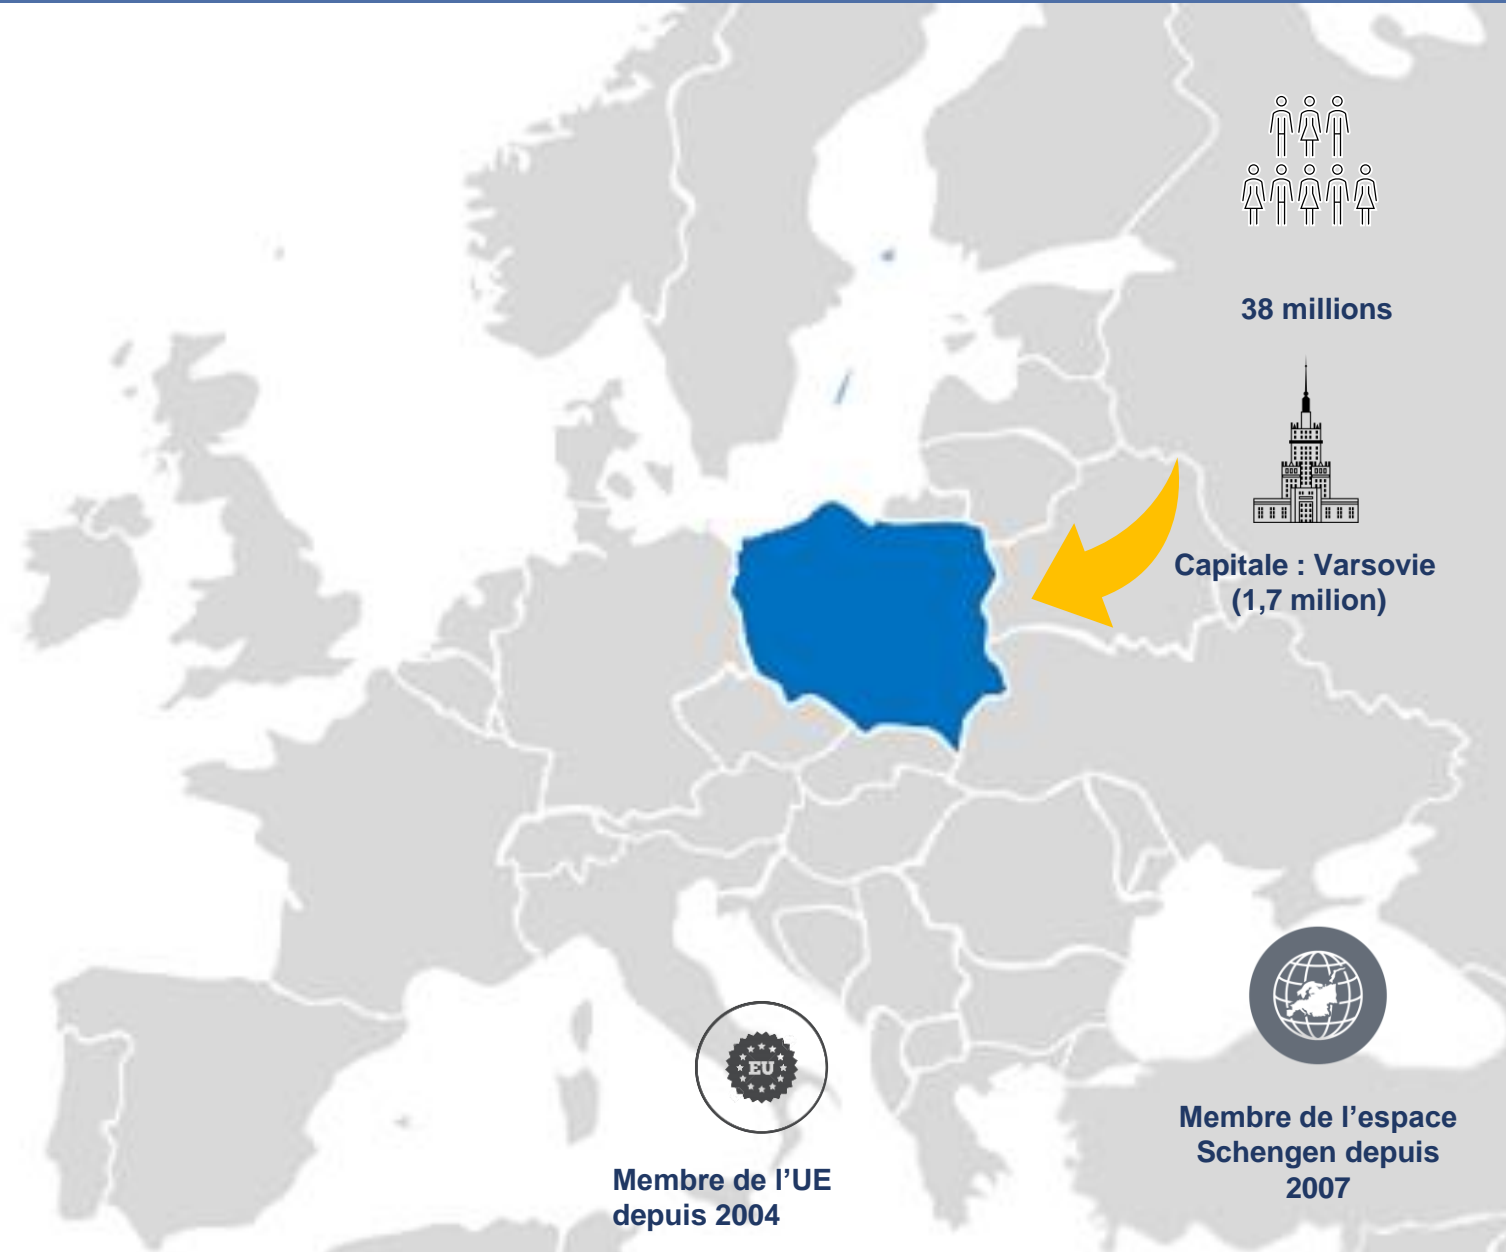 38 millions
Capitale : Varsovie
(1,7 milion)
EU
Membre de l’UE
depuis 2004
Membre de l’espace
Schengen depuis
2007